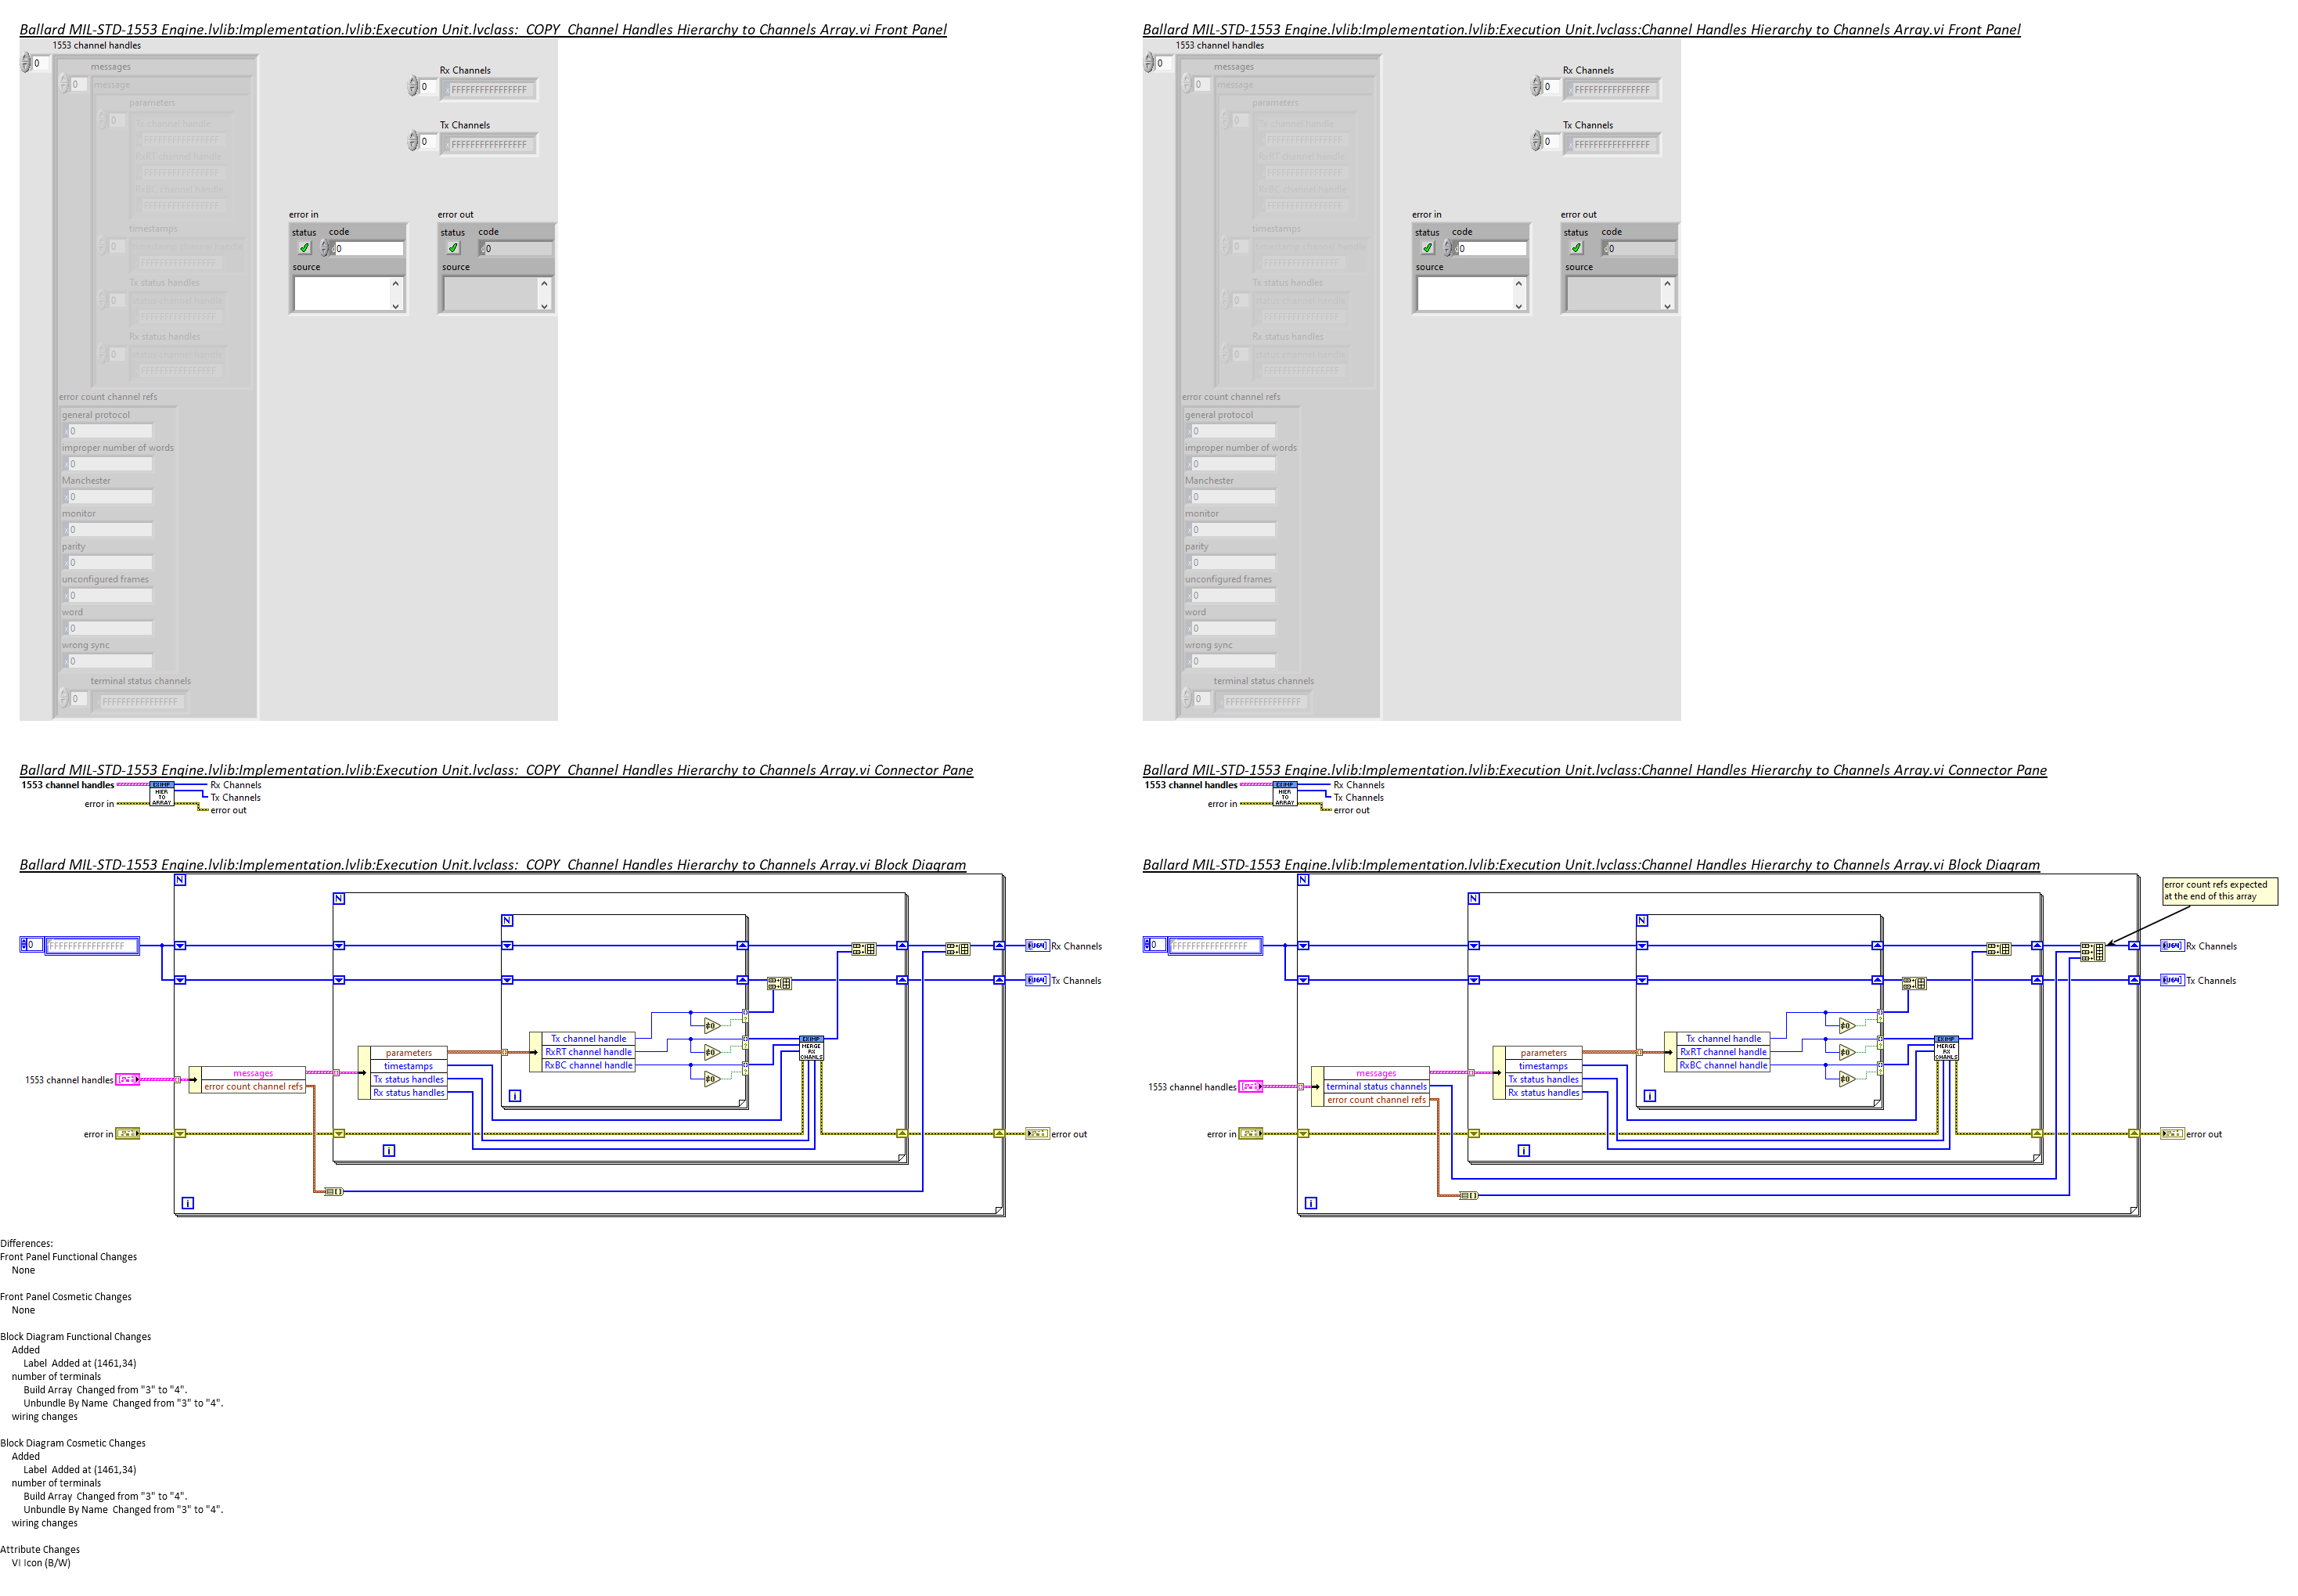 Ballard MIL-STD-1553 Engine.lvlib:Implementation.lvlib:Execution Unit.lvclass:  COPY  Channel Handles Hierarchy to Channels Array.vi Front Panel
1553 channel handles
0
messages
0
message
parameters
0
Tx channel handle
FFFFFFFFFFFFFFFF
RxRT channel handle
FFFFFFFFFFFFFFFF
RxBC channel handle
FFFFFFFFFFFFFFFF
timestamps
0
timestamp channel handle
FFFFFFFFFFFFFFFF
Tx status handles
0
status channel handle
FFFFFFFFFFFFFFFF
Rx status handles
0
status channel handle
FFFFFFFFFFFFFFFF
error count channel refs
general protocol
0
improper number of words
0
Manchester
0
monitor
0
parity
0
unconfigured frames
0
word
0
wrong sync
0
terminal status channels
0
FFFFFFFFFFFFFFFF
Rx Channels
0
FFFFFFFFFFFFFFFF
Tx Channels
0
FFFFFFFFFFFFFFFF
error in
status code
0
source
error out
status code
0
source
Ballard MIL-STD-1553 Engine.lvlib:Implementation.lvlib:Execution Unit.lvclass:Channel Handles Hierarchy to Channels Array.vi Front Panel
1553 channel handles
0
messages
0
message
parameters
0
Tx channel handle
FFFFFFFFFFFFFFFF
RxRT channel handle
FFFFFFFFFFFFFFFF
RxBC channel handle
FFFFFFFFFFFFFFFF
timestamps
0
timestamp channel handle
FFFFFFFFFFFFFFFF
Tx status handles
0
status channel handle
FFFFFFFFFFFFFFFF
Rx status handles
0
status channel handle
FFFFFFFFFFFFFFFF
error count channel refs
general protocol
0
improper number of words
0
Manchester
0
monitor
0
parity
0
unconfigured frames
0
word
0
wrong sync
0
terminal status channels
0
FFFFFFFFFFFFFFFF
Rx Channels
0
FFFFFFFFFFFFFFFF
Tx Channels
0
FFFFFFFFFFFFFFFF
error in
status code
0
source
error out
status code
0
source
Ballard MIL-STD-1553 Engine.lvlib:Implementation.lvlib:Execution Unit.lvclass:  COPY  Channel Handles Hierarchy to Channels Array.vi Connector Pane
1553 channel handles
error in
HIER
TO
ARRAY
Rx Channels
Tx Channels
error out
Ballard MIL-STD-1553 Engine.lvlib:Implementation.lvlib:Execution Unit.lvclass:Channel Handles Hierarchy to Channels Array.vi Connector Pane
1553 channel handles
error in
HIER
TO
ARRAY
Rx Channels
Tx Channels
error out
Ballard MIL-STD-1553 Engine.lvlib:Implementation.lvlib:Execution Unit.lvclass:  COPY  Channel Handles Hierarchy to Channels Array.vi Block Diagram
N
N
N
0
FFFFFFFFFFFFFFFF
U64
Rx Channels
U64
Tx Channels
Tx channel handle
RxRT channel handle
RxBC channel handle
≠0
≠0
≠0
MERGE
RX
CHANLS
parameters
timestamps
Tx status handles
Rx status handles
1553 channel handles
messages
error count channel refs
i
error in
error out
i
i
Ballard MIL-STD-1553 Engine.lvlib:Implementation.lvlib:Execution Unit.lvclass:Channel Handles Hierarchy to Channels Array.vi Block Diagram
N
N
N
error count refs expected
at the end of this array
0
FFFFFFFFFFFFFFFF
U64
Rx Channels
U64
Tx Channels
Tx channel handle
RxRT channel handle
RxBC channel handle
≠0
≠0
≠0
MERGE
RX
CHANLS
parameters
timestamps
Tx status handles
Rx status handles
1553 channel handles
messages
terminal status channels
error count channel refs
i
error in
error out
i
i
Differences:
Front Panel Functional Changes
None
Front Panel Cosmetic Changes
None
Block Diagram Functional Changes
Added
Label  Added at (1461,34)
number of terminals
Build Array  Changed from "3" to "4".
Unbundle By Name  Changed from "3" to "4".
wiring changes
Block Diagram Cosmetic Changes
Added
Label  Added at (1461,34)
number of terminals
Build Array  Changed from "3" to "4".
Unbundle By Name  Changed from "3" to "4".
wiring changes
Attribute Changes
VI Icon (B/W)